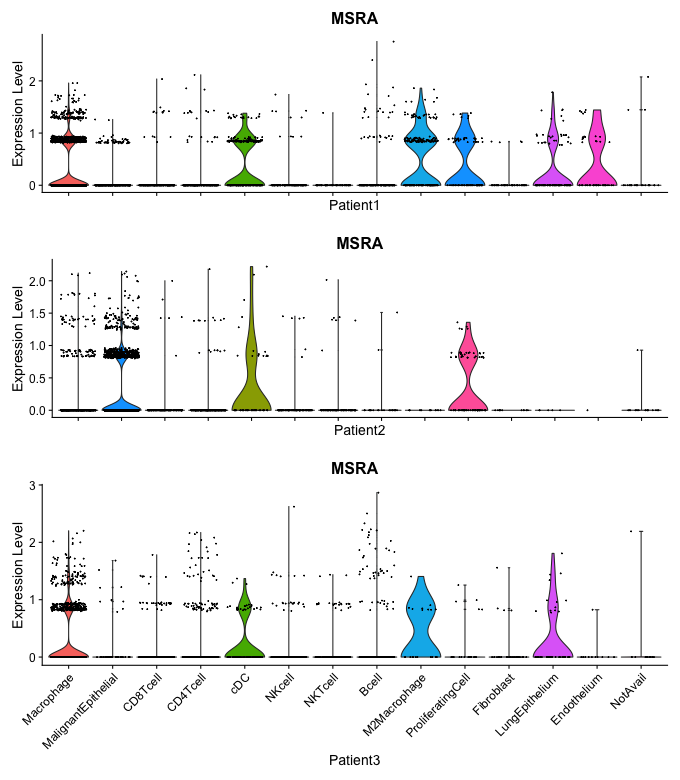 MSRA
Expression Level
2
1
0
Patient1
MSRA
Expression Level
2.0
1.5
1.0
0.5
0.0
Patient2
MSRA
Expression Level
3
2
1
0
Macrophage
MalignantEpithelial
CD8Tcell
CD4Tcell
cDC
NKcell
NKTcell
Bcell
M2Macrophage
ProliferatingCell
Fibroblast
LungEpithelium
Endothelium
NotAvail
Patient3